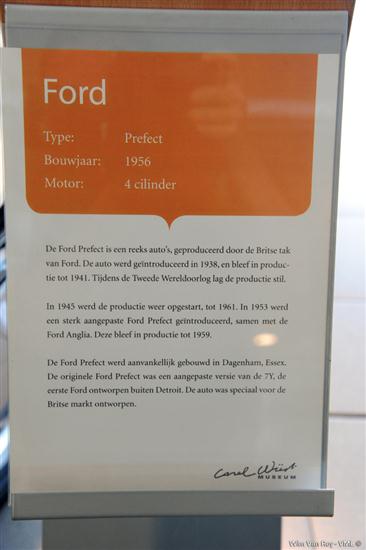 Ford
Type: Prefect
Bouwjaar: 1956
Motor: 4 cilinder
De Ford Prefect is een reeks auto's, geproduceerd door de Britse tak
van Ford. De auto werd geïntroduceerd in 1938, en bleef in produc-
tie tot 1941. Tijdens de Tweede Wereldoorlog lag de productie stil.
In 1945 werd de productie weer opgestart, tot 1961. In 1953 werd
een sterk aangepaste Ford Prefect geïntroduceerd, samen met de
Ford Anglia. Deze bleef in productie tot 1959.
De Ford Prefect werd aanvankelijk gebouwd in Dagenham, Essex.
De originele Ford Prefect was een aangepaste versie van de 7Y, de
eerste Ford ontworpen buiten Detroit. De auto was speciaal voor de
Britse markt ontworpen.
MUSEUM